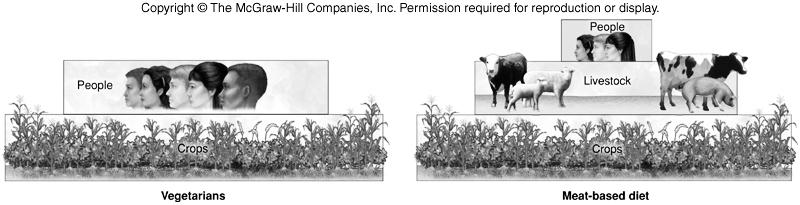 Copyright © The McGraw-Hill Companies, Inc. Permission required for reproduction or display.
People
Crops
Vegetarians
People
Livestock
Crops
Meat-based diet